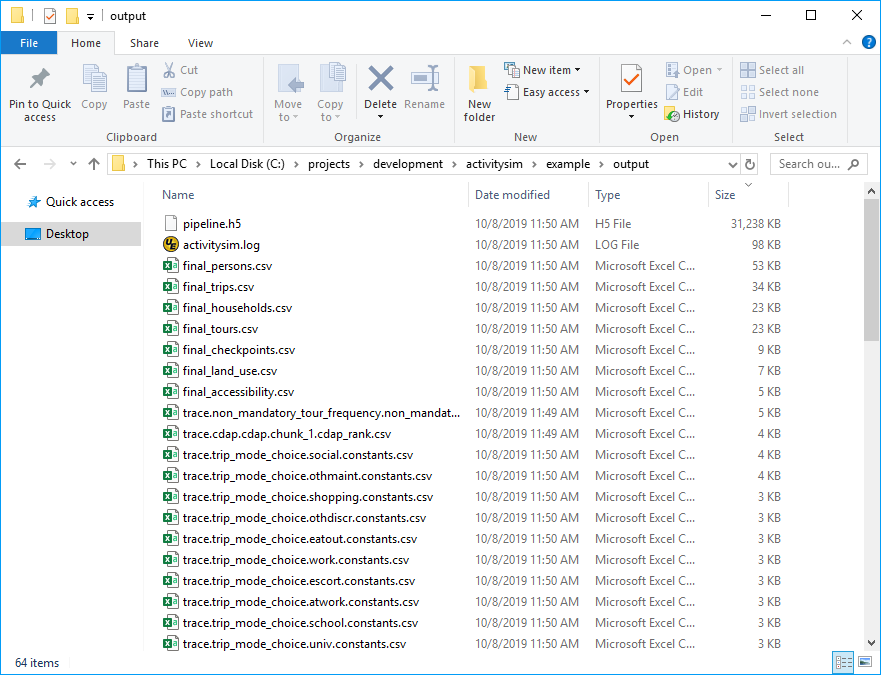 output
File Home Share View
Pin to Quick access
Copy
Paste
Cut
Copy path
Paste shortcut
Clipboard
Move to
Copy to
Delete
Rename
Organize
New folder
New item
Easy access
New
Properties
Open
Edit
History
Open
Select all
Select none
Invert selection
Select
This PC > Local Disk (C:) > projects > development > activitysim > example > output
Search ou...
Quick access
Desktop
Name Date modified Type Size
pipeline.h5 10/8/2019 11:50 AM H5 File 31,238 KB
activitysim.log 10/8/2019 11:50 AM LOG File 98 KB
final_persons.csv 10/8/2019 11:50 AM Microsoft Excel C... 53 KB
final_trips.csv 10/8/2019 11:50 AM Microsoft Excel C... 34 KB
final_households.csv 10/8/2019 11:50 AM Microsoft Excel C... 23 KB
final_tours.csv 10/8/2019 11:50 AM Microsoft Excel C... 23 KB
final_checkpoints.csv 10/8/2019 11:50 AM Microsoft Excel C... 9 KB
final_land_use.csv 10/8/2019 11:50 AM Microsoft Excel C... 7 KB
final_accessibility.csv 10/8/2019 11:50 AM Microsoft Excel C... 5 KB
trace.non_mandatory_tour_frequency.non_mandat... 10/8/2019 11:49 AM Microsoft Excel C... 5 KB
trace.cdap.cdap.chunk_1.cdap_rank.csv 10/8/2019 11:49 AM Microsoft Excel C... 4 KB
trace.trip_mode_choice.social.constants.csv 10/8/2019 11:50 AM Microsoft Excel C... 4 KB
trace.trip_mode_choice.othmaint.constants.csv 10/8/2019 11:50 AM Microsoft Excel C... 4 KB
trace.trip_mode_choice.shopping.constants.csv 10/8/2019 11:50 AM Microsoft Excel C... 3 KB
trace.trip_mode_choice.othdiscr.constants.csv 10/8/2019 11:50 AM Microsoft Excel C... 3 KB
trace.trip_mode_choice.eatout.constants.csv 10/8/2019 11:50 AM Microsoft Excel C... 3 KB
trace.trip_mode_choice.work.constants.csv 10/8/2019 11:50 AM Microsoft Excel C... 3 KB
trace.trip_mode_choice.escort.constants.csv 10/8/2019 11:50 AM Microsoft Excel C... 3 KB
trace.trip_mode_choice.atwork.constants.csv 10/8/2019 11:50 AM Microsoft Excel C... 3 KB
trace.trip_mode_choice.school.constants.csv 10/8/2019 11:50 AM Microsoft Excel C... 3 KB
trace.trip_mode_choice.univ.constants.csv 10/8/2019 11:50 AM Microsoft Excel C... 3 KB
64 items